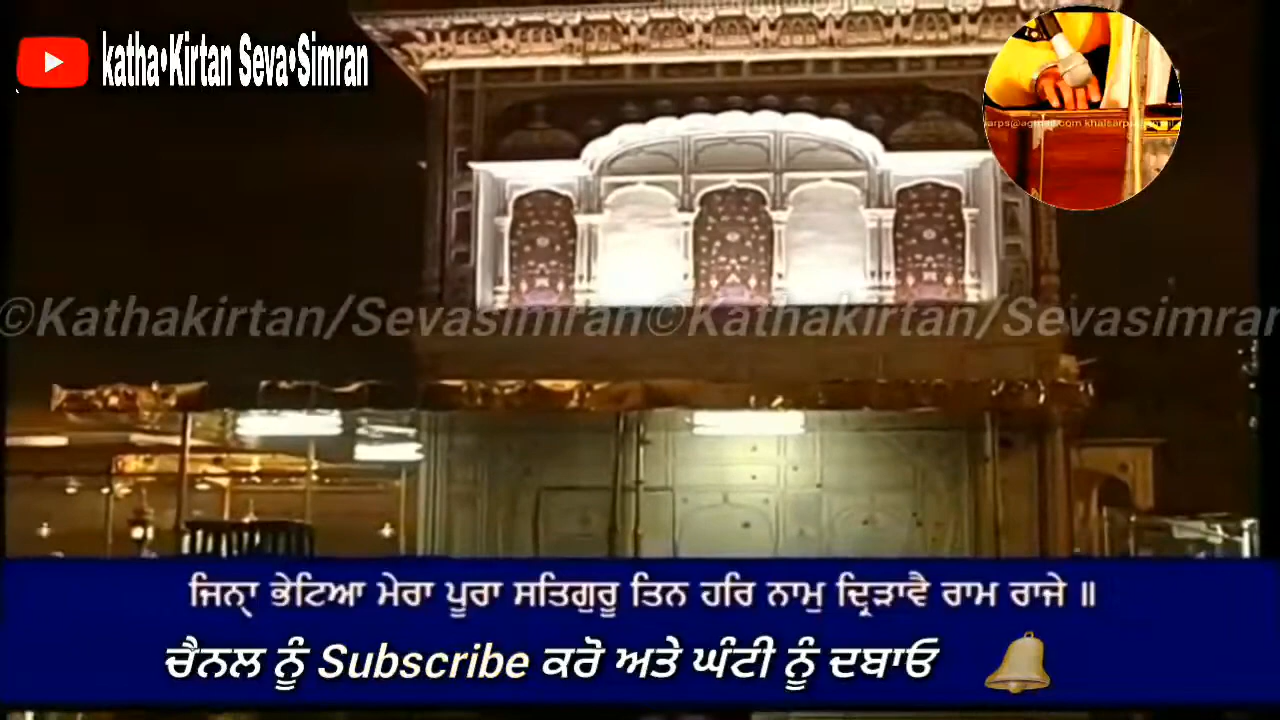 katha•Kirtan Seva•Simran
©Kathakirtan/Sevasimran©Kathakirtan/Sevasimran
ਜਿਨ੍ਹਾ ਭੇਟਿਆ ਮੇਰਾ ਪੂਰਾ ਸਤਿਗੁਰੂ ਤਿਨ ਹਰਿ ਨਾਮੁ ਦ੍ਰਿੜਾਵੈ ਰਾਮ ਰਾਜੇ ॥
ਚੈਨਲ ਨੂੰ Subscribe ਕਰੋ ਅਤੇ ਘੰਟੀ ਨੂੰ ਦਬਾਓ